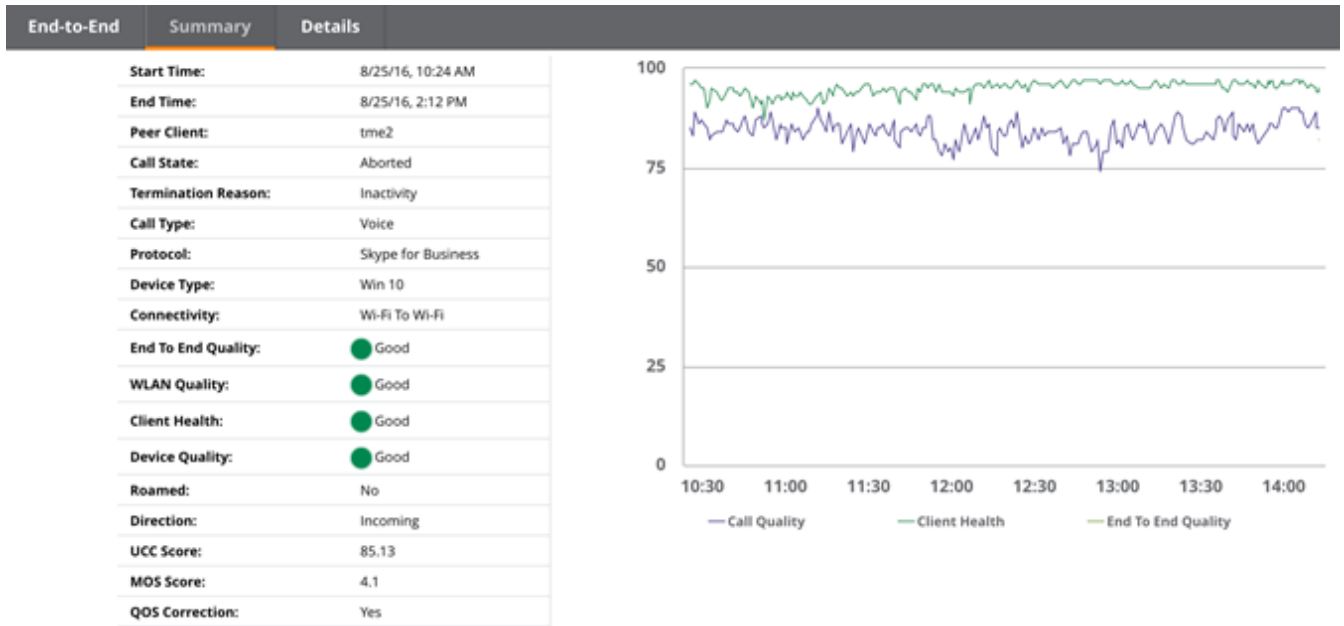 End-to-End Summary Details
Start Time: 8/25/16, 10:24 AM
End Time: 8/25/16, 2:12 PM
Peer Client: tme2
Call State: Aborted
Termination Reason: Inactivity
Call Type: Voice
Protocol: Skype for Business
Device Type: Win 10
Connectivity: Wi-Fi To Wi-Fi
End To End Quality: Good
WLAN Quality: Good
Client Health: Good
Device Quality: Good
Roamed: No
Direction: Incoming
UCC Score: 85.13
MOS Score: 4.1
QOS Correction: Yes
100
75
50
25
0
10:30 11:00 11:30 12:00 12:30 13:00 13:30 14:00
Call Quality Client Health End To End Quality